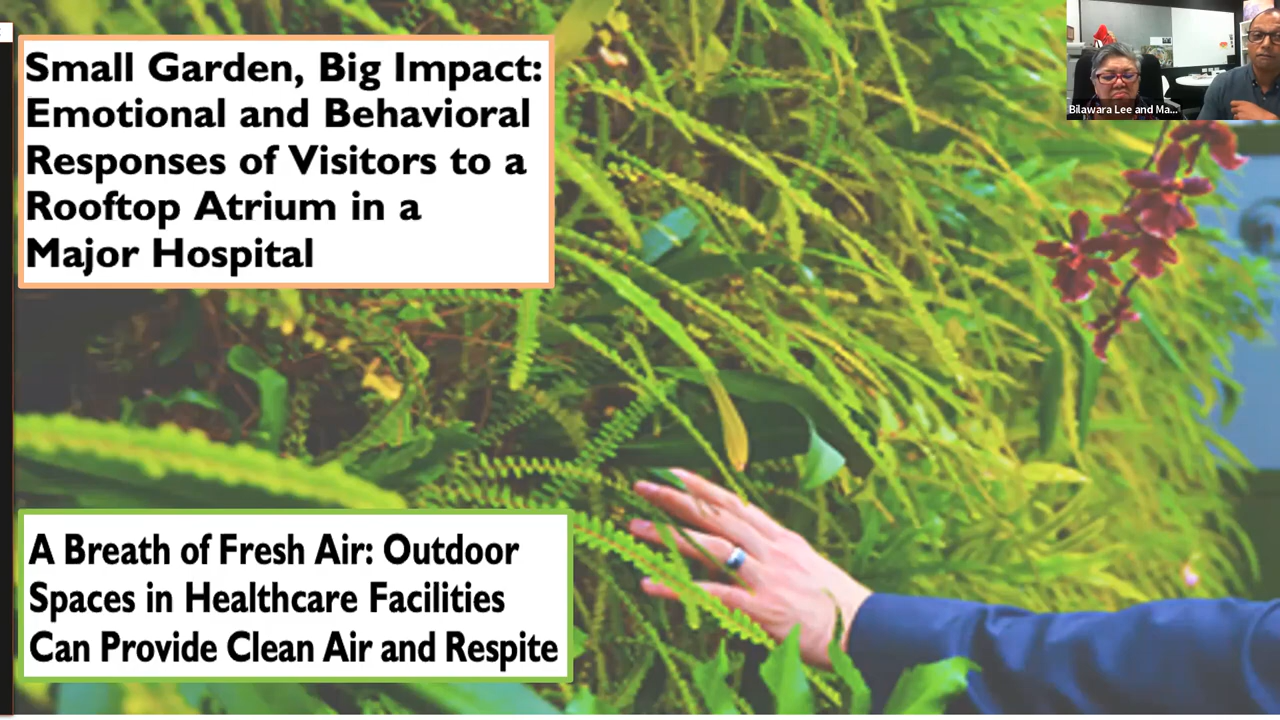 Small Garden, Big Impact:
Emotional and Behavioral
Responses of Visitors to a
Rooftop Atrium in a
Major Hospital
Bilawara Lee and Ma...
A Breath of Fresh Air: Outdoor
Spaces in Healthcare Facilities
Can Provide Clean Air and Respite